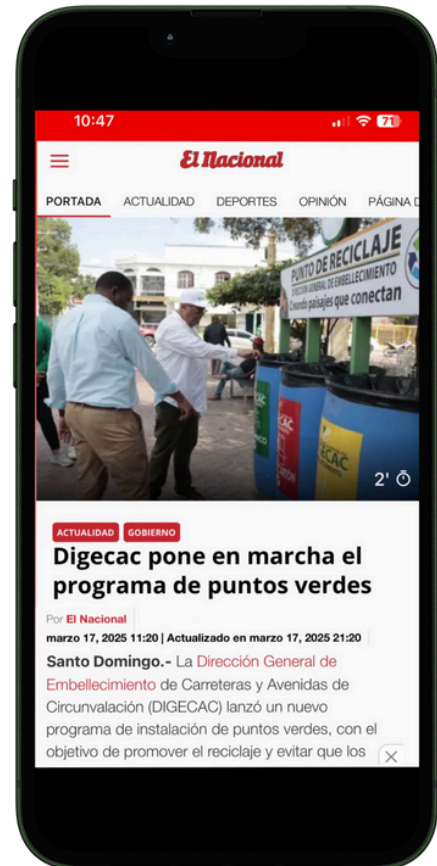 10:47
71
El Nacional
PORTADA ACTUALIDAD DEPORTES OPINIÓN PÁGINA D
PUNTO DE RECICLAJE
DIRECCIÓN GENERAL DE EMBELLECIMIENTO
Creando paisajes que conectan
2'
ACTUALIDAD GOBIERNO
Digecac pone en marcha el
programa de puntos verdes
Por El Nacional
marzo 17, 2025 11:20 | Actualizado en marzo 17, 2025 21:20
Santo Domingo.- La Dirección General de
Embellecimiento de Carreteras y Avenidas de
Circunvalación (DIGECAC) lanzó un nuevo
programa de instalación de puntos verdes, con el
objetivo de promover el reciclaje y evitar que los